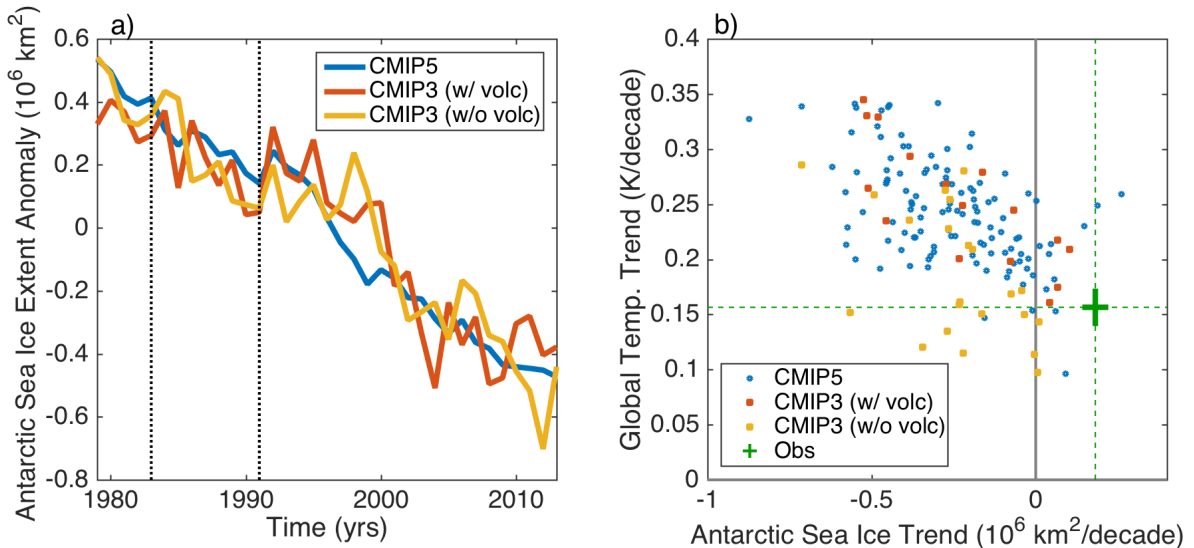 a)
Antarctic Sea Ice Extent Anomaly (10⁶ km²)
0.6
0.4
0.2
0
-0.2
-0.4
-0.6
-0.8
CMIP5
CMIP3 (w/ volc)
CMIP3 (w/o volc)
1980
1990
2000
2010
Time (yrs)
b)
Global Temp. Trend (K/decade)
0.4
0.35
0.3
0.25
0.2
0.15
0.1
0.05
0
CMIP5
CMIP3 (w/ volc)
CMIP3 (w/o volc)
Obs
-1
-0.5
0
Antarctic Sea Ice Trend (10⁶ km²/decade)